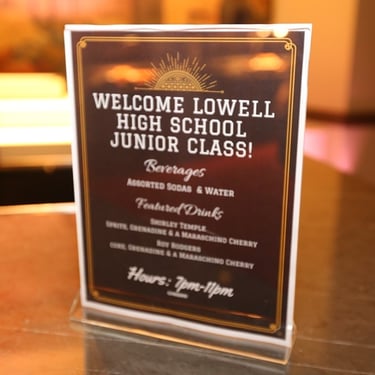 WELCOME LOWELL
HIGH SCHOOL
JUNIOR CLASS!
Beverages
ASSORTED SODAS & WATER
Featured Drinks
SHIRLEY TEMPLE
SPRITE, GRENADINE & A MARASCHINO CHERRY
ROY RODGERS
COKE, GRENADINE & A MARASCHINO CHERRY
Hours: 7pm-11pm